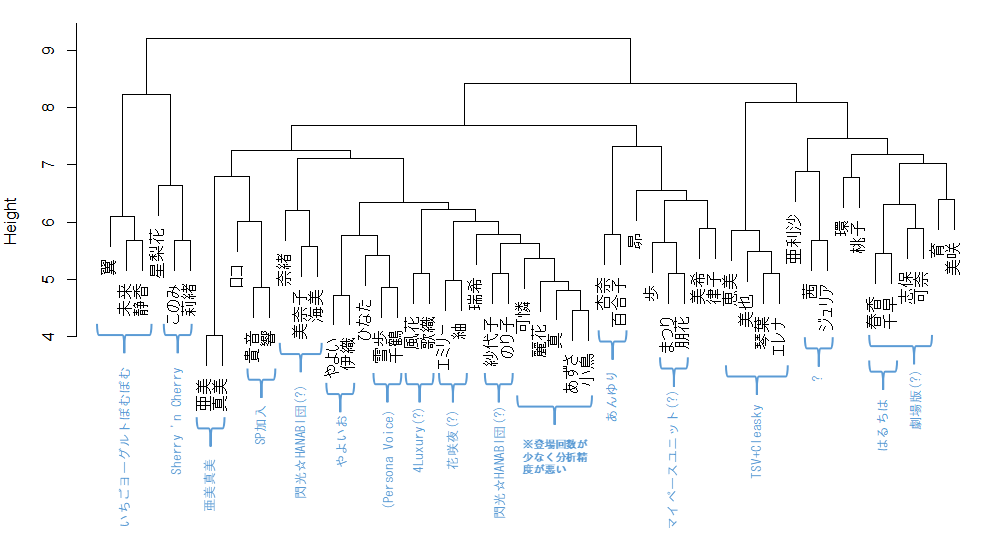 Height
9
8
7
6
5
4
翼
未来
静香
星梨花
このみ
莉緒
亜美
真美
ロコ
貴音
響
奈緒
美奈子
海美
やよい
伊織
ひなた
雪歩
千鶴
風花
歌織
エミリー
紬
瑞希
紗代子
のり子
可憐
麗花
真
あずさ
小鳥
杏奈
百合子
昴
歩
まつり
朋花
美希
律子
恵美
美也
琴葉
エレナ
亜利沙
茜
ジュリア
環
桃子
春香
千早
志保
可奈
育
美咲
いちごヨーグルトぽむぽむ
Sherry 'n Cherry
亜美真美
SP加入
閃光☆HANABI団(?)
やよいお
(Persona Voice)
4Luxury(?)
花咲夜(?)
閃光☆HANABI団(?)
※登場回数が
少なく分析精
度が悪い
あんゆり
マイペースユニット(?)
TSV+Cleasky
?
はるちは
劇場版(?)